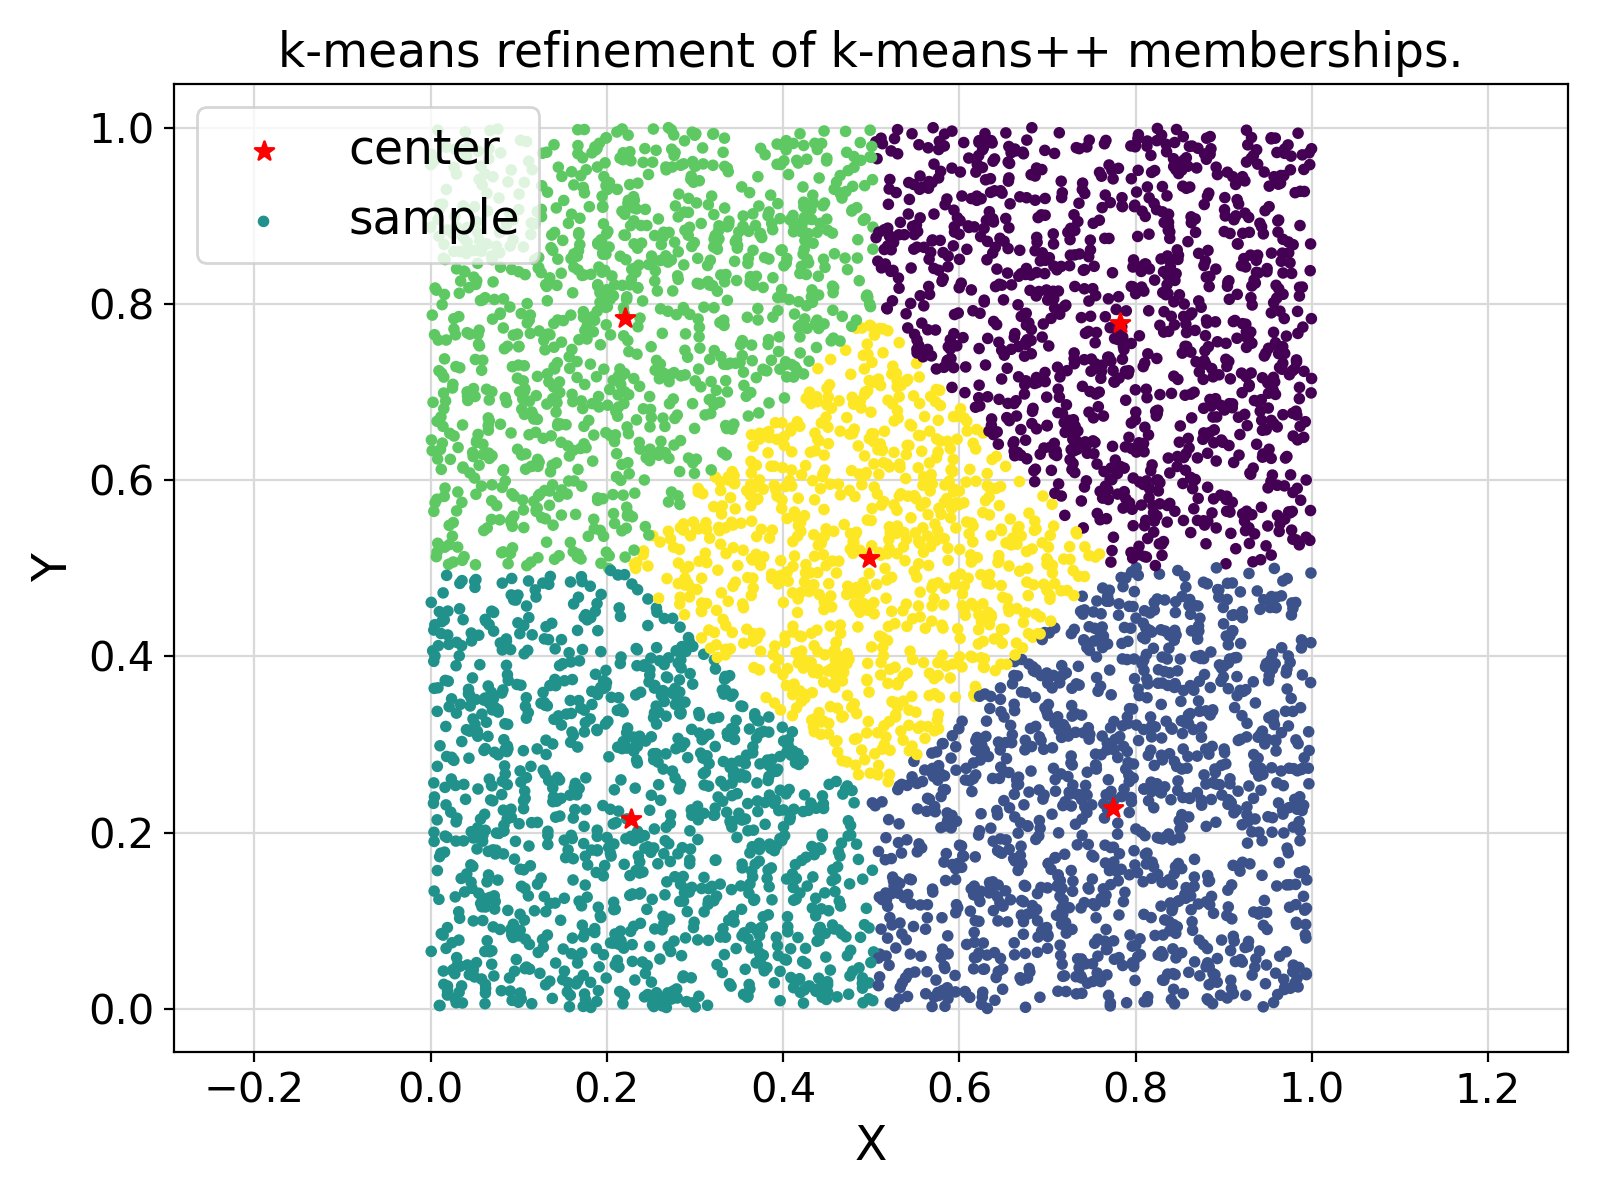 k-means refinement of k-means++ memberships.
center
sample
1.0
0.8
0.6
0.4
0.2
0.0
Y
−0.2 0.0 0.2 0.4 0.6 0.8 1.0 1.2
X